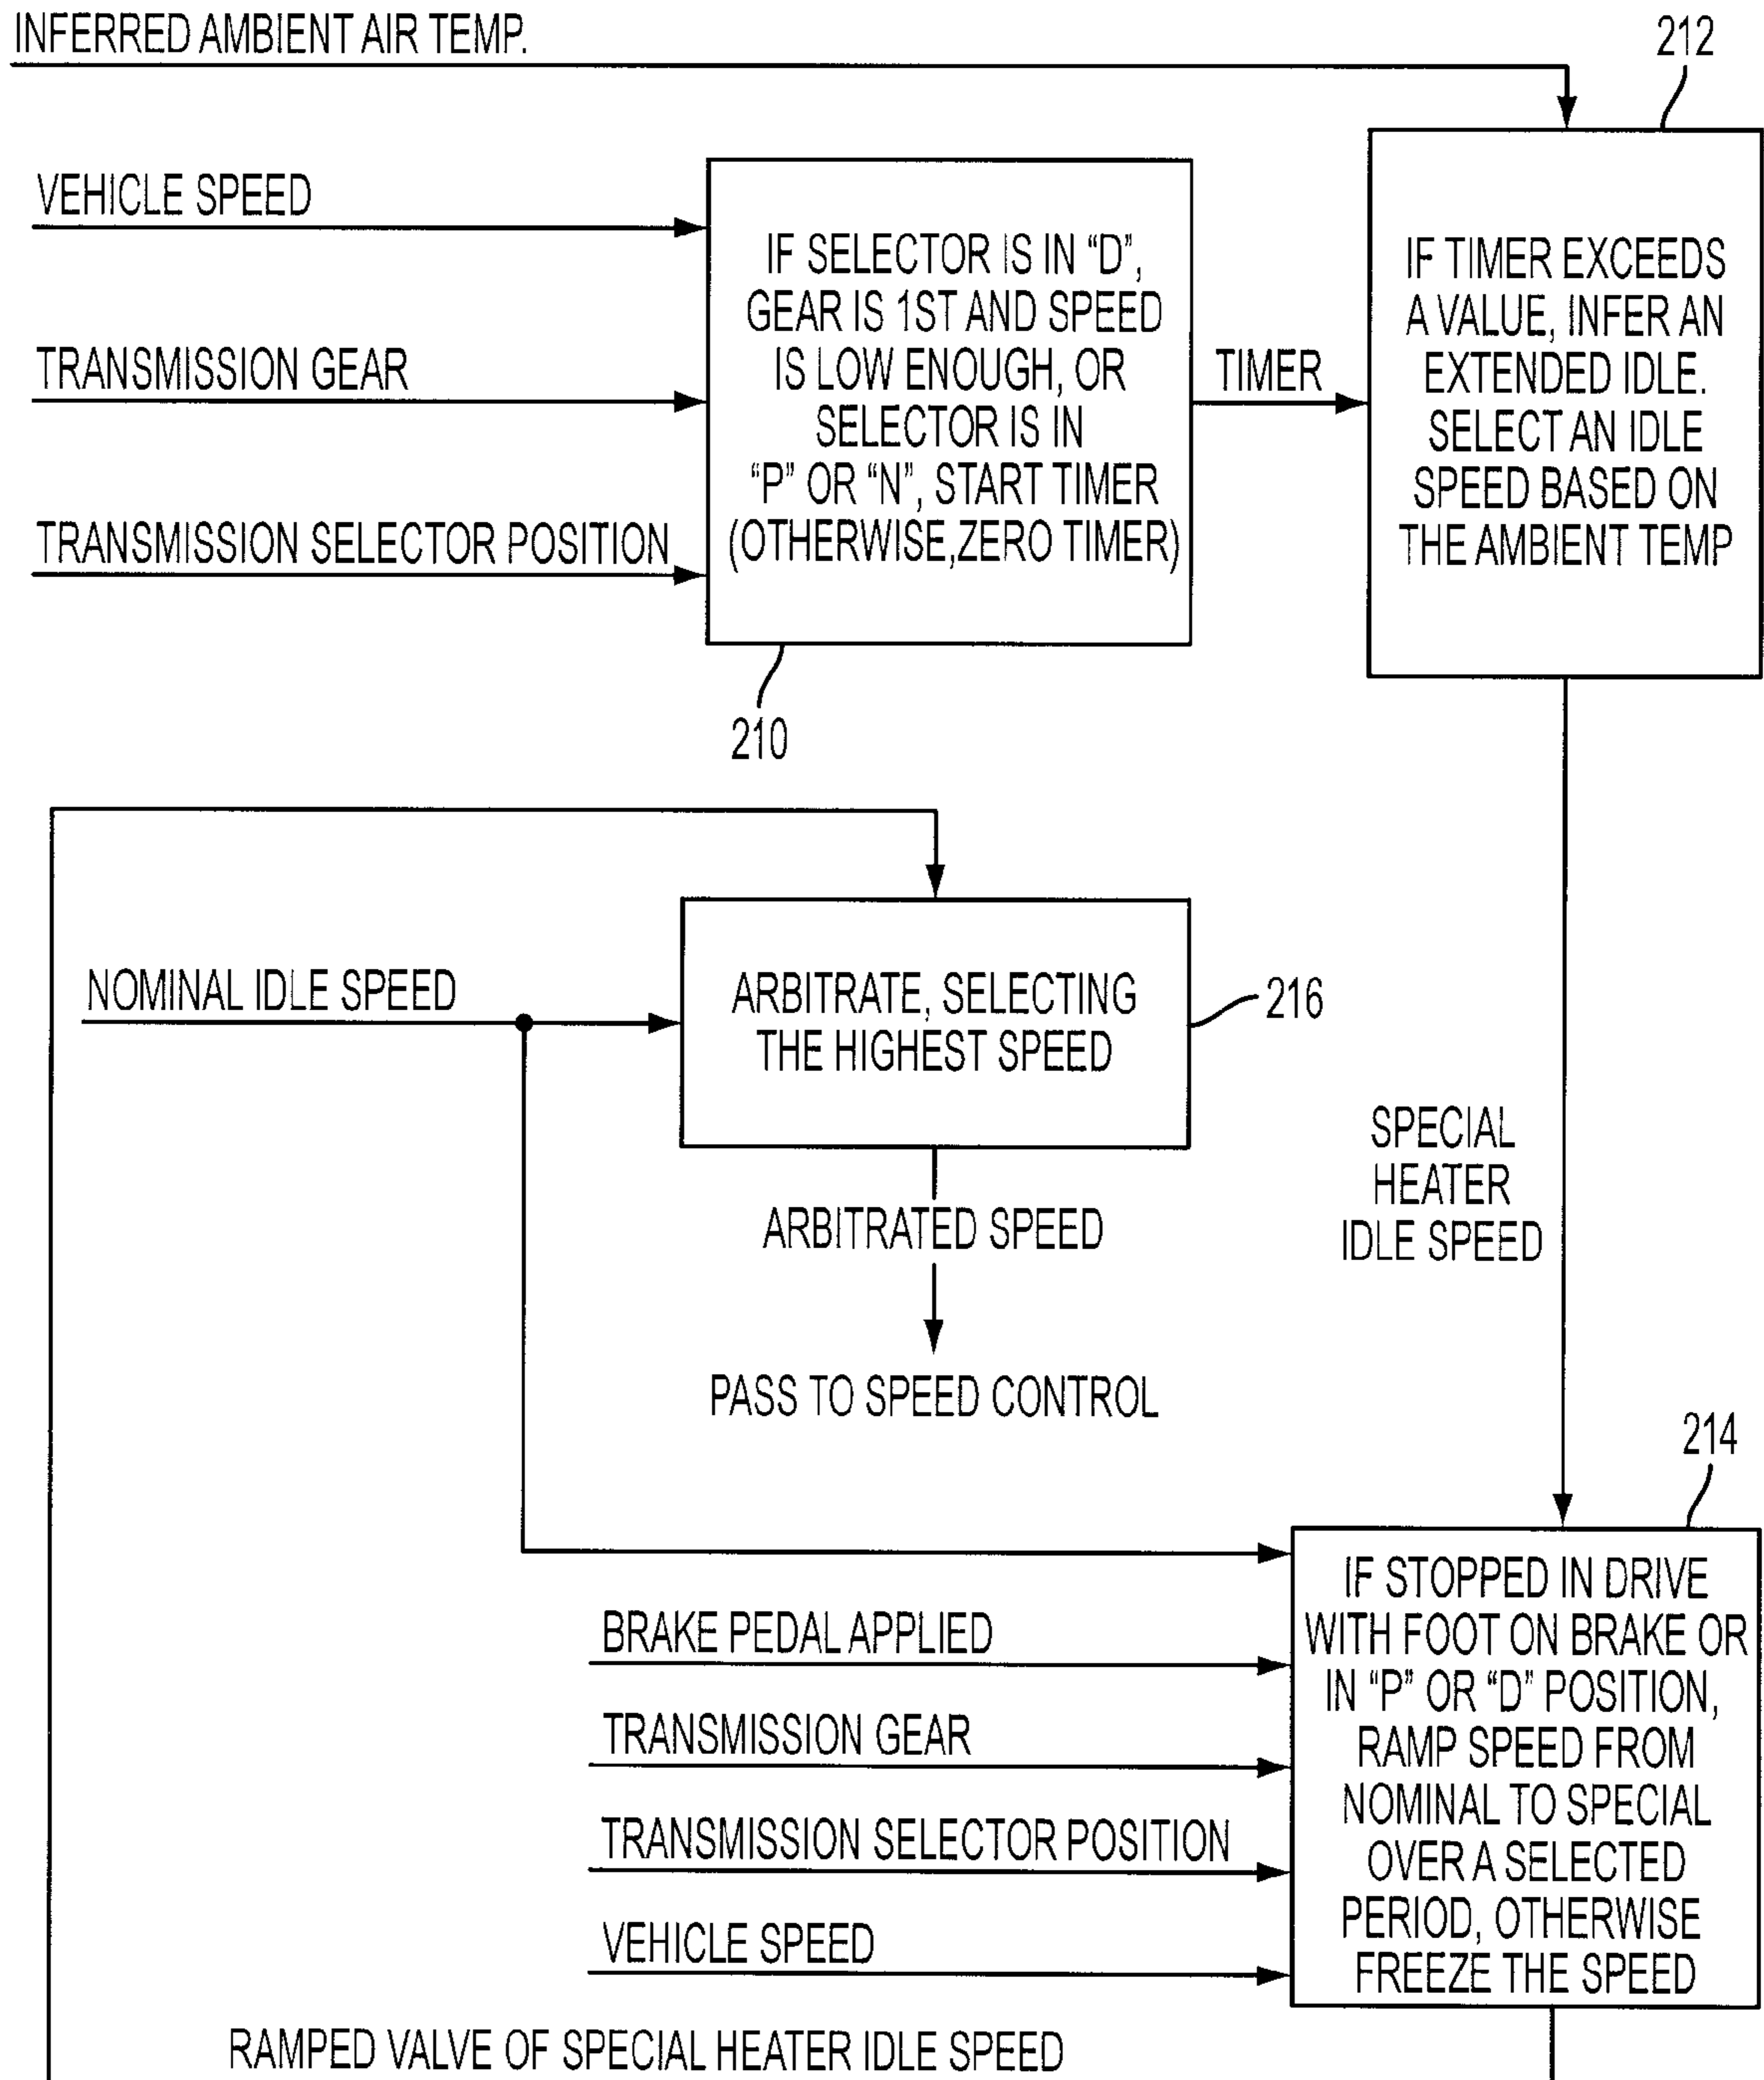 INFERRED AMBIENT AIR TEMP.
212
VEHICLE SPEED
TRANSMISSION GEAR
TRANSMISSION SELECTOR POSITION
IF SELECTOR IS IN “D”,
GEAR IS 1ST AND SPEED
IS LOW ENOUGH, OR
SELECTOR IS IN
“P” OR “N”, START TIMER
(OTHERWISE,ZERO TIMER)
210
TIMER
IF TIMER EXCEEDS
A VALUE, INFER AN
EXTENDED IDLE.
SELECT AN IDLE
SPEED BASED ON
THE AMBIENT TEMP
NOMINAL IDLE SPEED
ARBITRATE, SELECTING
THE HIGHEST SPEED
216
ARBITRATED SPEED
PASS TO SPEED CONTROL
SPECIAL
HEATER
IDLE SPEED
214
BRAKE PEDAL APPLIED
TRANSMISSION GEAR
TRANSMISSION SELECTOR POSITION
VEHICLE SPEED
IF STOPPED IN DRIVE
WITH FOOT ON BRAKE OR
IN “P” OR “D” POSITION,
RAMP SPEED FROM
NOMINAL TO SPECIAL
OVER A SELECTED
PERIOD, OTHERWISE
FREEZE THE SPEED
RAMPED VALVE OF SPECIAL HEATER IDLE SPEED